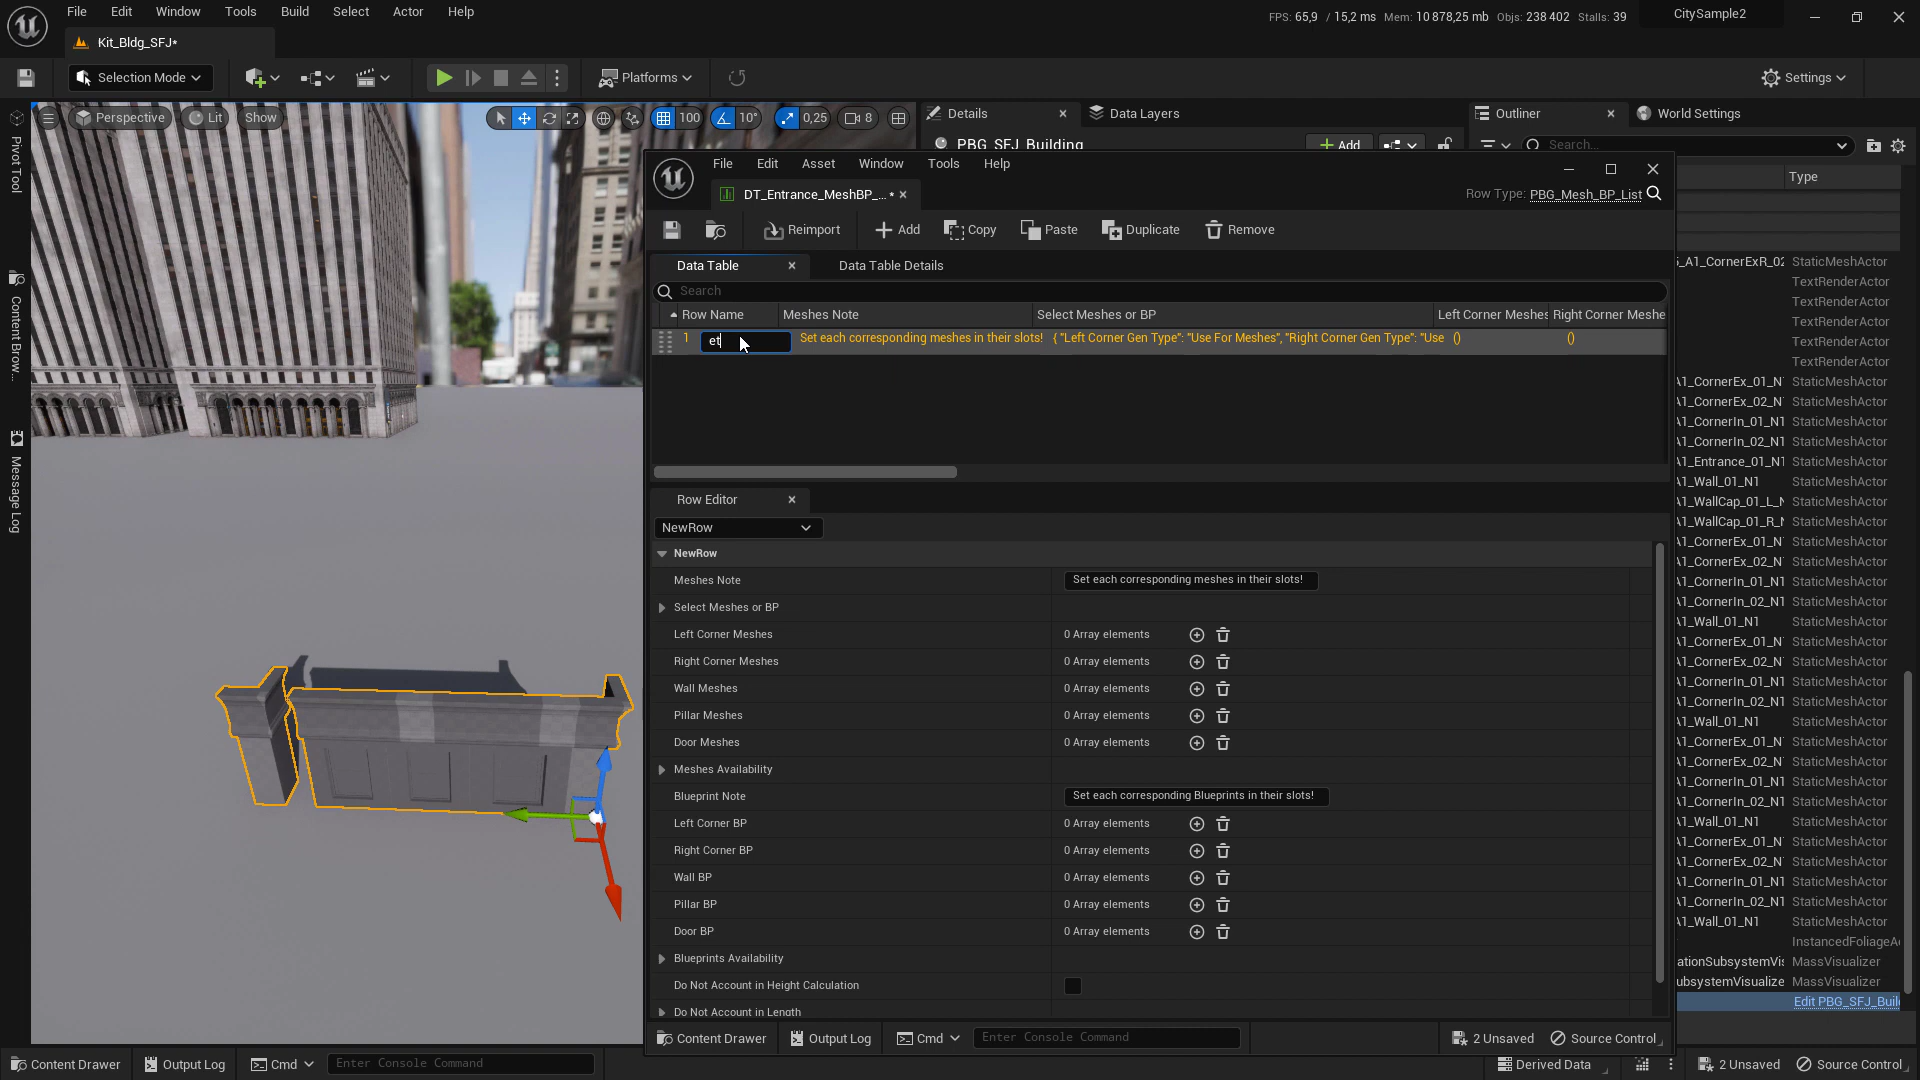 File Edit Window Tools Build Select Actor Help
FPS: 65,9 / 15,2 ms Mem: 10 878,25 mb Objs: 238 402 Stalls: 39
CitySample2
Kit_Bldg_SFJ*
Selection Mode
Platforms
Settings
Perspective Lit Show
100 10° 0,25 8
Details
Data Layers
Outliner
World Settings
PBG_SFJ_Building
Add
Search...
Pivot Tool
Content Brow...
Message Log
Type
File Edit Asset Window Tools Help
DT_Entrance_MeshBP_... *
Row Type: PBG_Mesh_BP_List
Reimport Add Copy Paste Duplicate Remove
Data Table
Data Table Details
Search
Row Name Meshes Note Select Meshes or BP Left Corner Meshes Right Corner Meshe
1 et Set each corresponding meshes in their slots! { "Left Corner Gen Type": "Use For Meshes", "Right Corner Gen Type": "Use () ()
Row Editor
NewRow
NewRow
Meshes Note Set each corresponding meshes in their slots!
Select Meshes or BP
Left Corner Meshes 0 Array elements
Right Corner Meshes 0 Array elements
Wall Meshes 0 Array elements
Pillar Meshes 0 Array elements
Door Meshes 0 Array elements
Meshes Availability
Blueprint Note Set each corresponding Blueprints in their slots!
Left Corner BP 0 Array elements
Right Corner BP 0 Array elements
Wall BP 0 Array elements
Pillar BP 0 Array elements
Door BP 0 Array elements
Blueprints Availability
Do Not Account in Height Calculation
Do Not Account in Length
Content Drawer Output Log Cmd Enter Console Command 2 Unsaved Source Control
_A1_CornerExR_02 StaticMeshActor
TextRenderActor
TextRenderActor
TextRenderActor
TextRenderActor
TextRenderActor
A1_CornerEx_01_N StaticMeshActor
A1_CornerEx_02_N StaticMeshActor
A1_CornerIn_01_N1 StaticMeshActor
A1_CornerIn_02_N1 StaticMeshActor
A1_Entrance_01_N1 StaticMeshActor
A1_Wall_01_N1 StaticMeshActor
A1_WallCap_01_L_N StaticMeshActor
A1_WallCap_01_R_N StaticMeshActor
A1_CornerEx_01_N StaticMeshActor
A1_CornerEx_02_N StaticMeshActor
A1_CornerIn_01_N1 StaticMeshActor
A1_CornerIn_02_N1 StaticMeshActor
A1_Wall_01_N1 StaticMeshActor
A1_CornerEx_01_N StaticMeshActor
A1_CornerEx_02_N StaticMeshActor
A1_CornerIn_01_N1 StaticMeshActor
A1_CornerIn_02_N1 StaticMeshActor
A1_Wall_01_N1 StaticMeshActor
A1_CornerEx_01_N StaticMeshActor
A1_CornerEx_02_N StaticMeshActor
A1_CornerIn_01_N1 StaticMeshActor
A1_CornerIn_02_N1 StaticMeshActor
A1_Wall_01_N1 StaticMeshActor
A1_CornerEx_01_N StaticMeshActor
A1_CornerEx_02_N StaticMeshActor
A1_CornerIn_01_N1 StaticMeshActor
A1_CornerIn_02_N1 StaticMeshActor
A1_Wall_01_N1 StaticMeshActor
InstancedFoliageA
ationSubsystemVis MassVisualizer
ubsystemVisualize MassVisualizer
Edit PBG_SFJ_Buil
Content Drawer Output Log Cmd Enter Console Command Derived Data 2 Unsaved Source Control